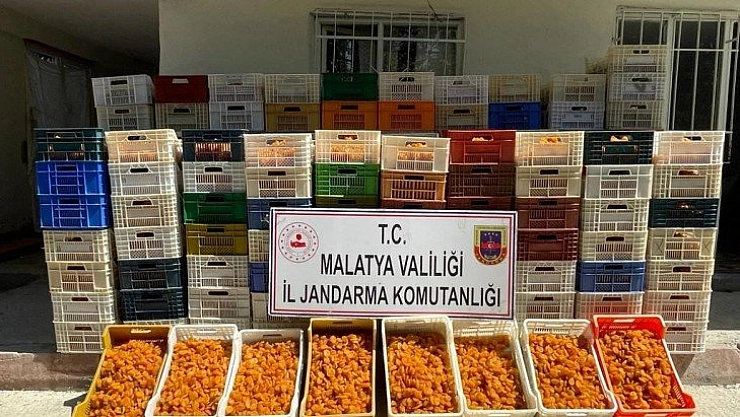 T.C.
MALATYA VALİLİĞİ
İL JANDARMA KOMUTANLIĞI